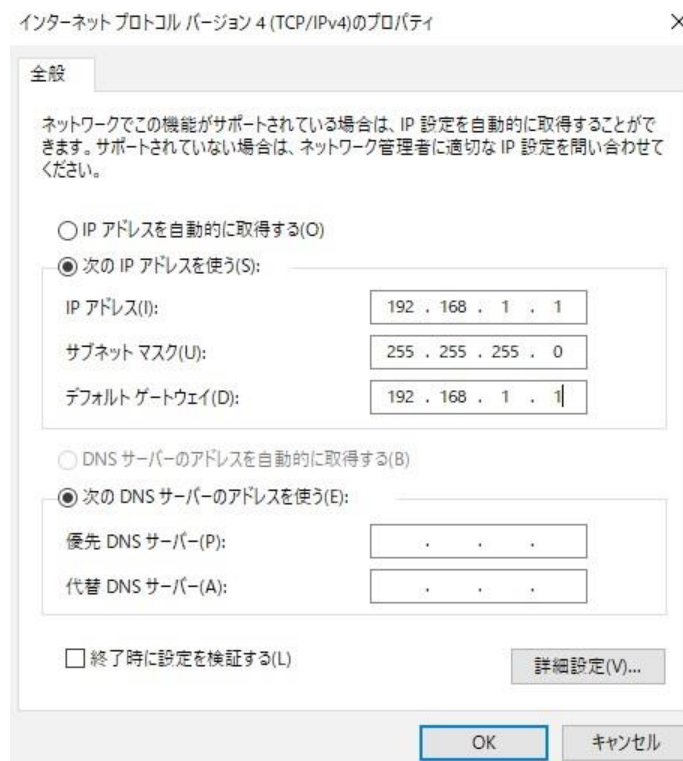 インターネット プロトコル バージョン 4 (TCP/IPv4)のプロパティ
全般
ネットワークでこの機能がサポートされている場合は、IP 設定を自動的に取得することがで
きます。サポートされていない場合は、ネットワーク管理者に適切な IP 設定を問い合わせて
ください。
IP アドレスを自動的に取得する(O)
次の IP アドレスを使う(S):
IP アドレス(I): 192 . 168 . 1 . 1
サブネット マスク(U): 255 . 255 . 255 . 0
デフォルト ゲートウェイ(D): 192 . 168 . 1 . 1
DNS サーバーのアドレスを自動的に取得する(B)
次の DNS サーバーのアドレスを使う(E):
優先 DNS サーバー(P): . . .
代替 DNS サーバー(A): . . .
終了時に設定を検証する(L)
詳細設定(V)...
OK キャンセル